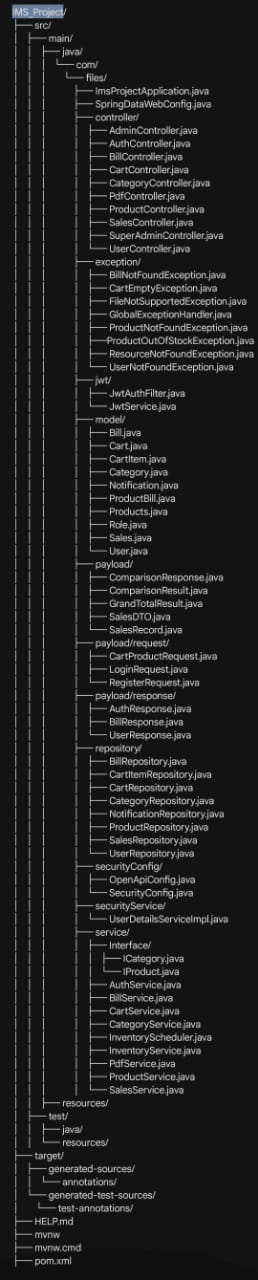 IMS_Project/
├── src/
│ ├── main/
│ │ ├── java/
│ │ │ └── com/
│ │ │ └── files/
│ │ │ ├── ImsProjectApplication.java
│ │ │ ├── SpringDataWebConfig.java
│ │ │ ├── controller/
│ │ │ │ ├── AdminController.java
│ │ │ │ ├── AuthController.java
│ │ │ │ ├── BillController.java
│ │ │ │ ├── CartController.java
│ │ │ │ ├── CategoryController.java
│ │ │ │ ├── PdfController.java
│ │ │ │ ├── ProductController.java
│ │ │ │ ├── SalesController.java
│ │ │ │ ├── SuperAdminController.java
│ │ │ │ └── UserController.java
│ │ │ ├── exception/
│ │ │ │ ├── BillNotFoundException.java
│ │ │ │ ├── CartEmptyException.java
│ │ │ │ ├── FileNotSupportedException.java
│ │ │ │ ├── GlobalExceptionHandler.java
│ │ │ │ ├── ProductNotFoundException.java
│ │ │ │ ├── ProductOutOfStockException.java
│ │ │ │ ├── ResourceNotFoundException.java
│ │ │ │ └── UserNotFoundException.java
│ │ │ ├── jwt/
│ │ │ │ ├── JwtAuthFilter.java
│ │ │ │ └── JwtService.java
│ │ │ ├── model/
│ │ │ │ ├── Bill.java
│ │ │ │ ├── Cart.java
│ │ │ │ ├── CartItem.java
│ │ │ │ ├── Category.java
│ │ │ │ ├── Notification.java
│ │ │ │ ├── ProductBill.java
│ │ │ │ ├── Products.java
│ │ │ │ ├── Role.java
│ │ │ │ ├── Sales.java
│ │ │ │ └── User.java
│ │ │ ├── payload/
│ │ │ │ ├── ComparisonResponse.java
│ │ │ │ ├── ComparisonResult.java
│ │ │ │ ├── GrandTotalResult.java
│ │ │ │ ├── SalesDTO.java
│ │ │ │ └── SalesRecord.java
│ │ │ ├── payload/request/
│ │ │ │ ├── CartProductRequest.java
│ │ │ │ ├── LoginRequest.java
│ │ │ │ └── RegisterRequest.java
│ │ │ ├── payload/response/
│ │ │ │ ├── AuthResponse.java
│ │ │ │ ├── BillResponse.java
│ │ │ │ └── UserResponse.java
│ │ │ ├── repository/
│ │ │ │ ├── BillRepository.java
│ │ │ │ ├── CartItemRepository.java
│ │ │ │ ├── CartRepository.java
│ │ │ │ ├── CategoryRepository.java
│ │ │ │ ├── NotificationRepository.java
│ │ │ │ ├── ProductRepository.java
│ │ │ │ ├── SalesRepository.java
│ │ │ │ └── UserRepository.java
│ │ │ ├── securityConfig/
│ │ │ │ ├── OpenApiConfig.java
│ │ │ │ └── SecurityConfig.java
│ │ │ ├── securityService/
│ │ │ │ └── UserDetailsServiceImpl.java
│ │ │ ├── service/
│ │ │ │ ├── Interface/
│ │ │ │ │ ├── ICategory.java
│ │ │ │ │ └── IProduct.java
│ │ │ │ ├── AuthService.java
│ │ │ │ ├── BillService.java
│ │ │ │ ├── CartService.java
│ │ │ │ ├── CategoryService.java
│ │ │ │ ├── InventoryScheduler.java
│ │ │ │ ├── InventoryService.java
│ │ │ │ ├── PdfService.java
│ │ │ │ ├── ProductService.java
│ │ │ │ └── SalesService.java
│ │ ├── resources/
│ ├── test/
│ │ ├── java/
│ │ └── resources/
├── target/
│ ├── generated-sources/
│ │ └── annotations/
│ └── generated-test-sources/
│ └── test-annotations/
├── HELP.md
├── mvnw
├── mvnw.cmd
├── pom.xml